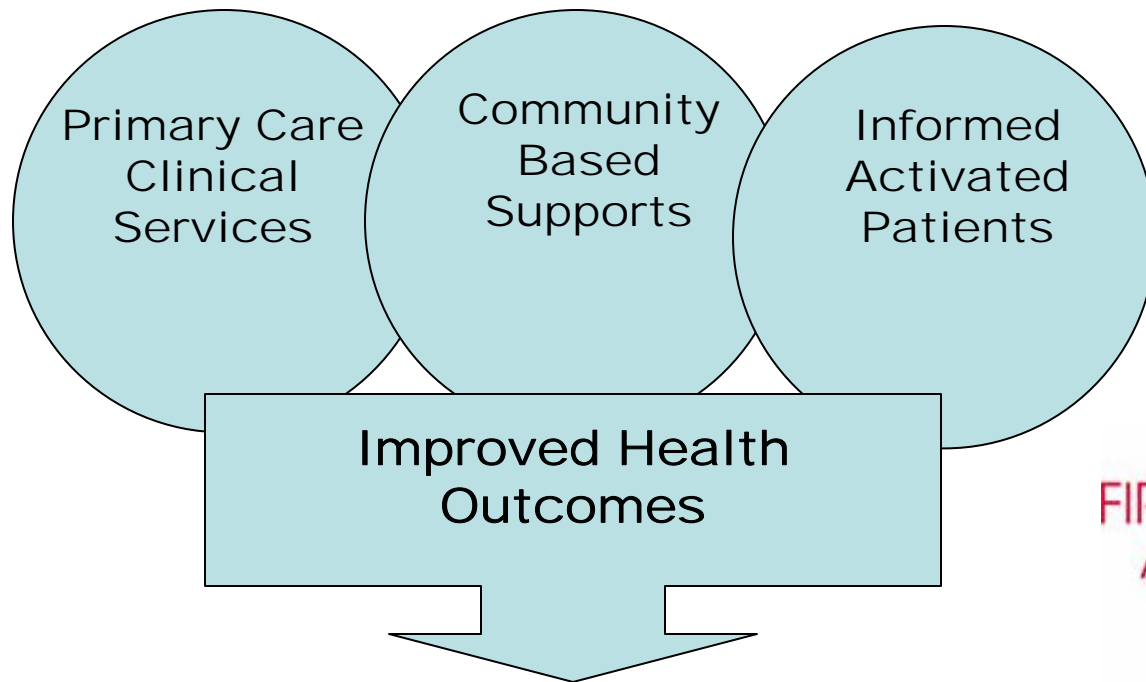 Primary Care
Clinical
Services
Community
Based
Supports
Informed
Activated
Patients
Improved Health
Outcomes